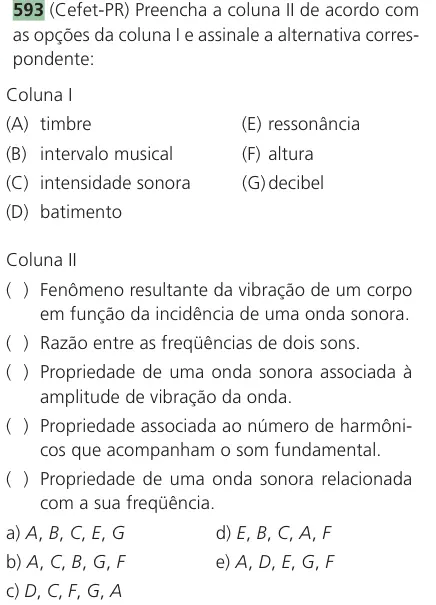 593 (Cefet-PR) Preencha a coluna II de acordo com
as opções da coluna I e assinale a alternativa corres-
pondente:
Coluna I
(A) timbre
(B) intervalo musical
(C) intensidade sonora
(D) batimento
(E) ressonância
(F) altura
(G) decibel
Coluna II
( ) Fenômeno resultante da vibração de um corpo
em função da incidência de uma onda sonora.
( ) Razão entre as freqüências de dois sons.
( ) Propriedade de uma onda sonora associada à
amplitude de vibração da onda.
( ) Propriedade associada ao número de harmôni-
cos que acompanham o som fundamental.
( ) Propriedade de uma onda sonora relacionada
com a sua freqüência.
a) A, B, C, E, G
b) A, C, B, G, F
c) D, C, F, G, A
d) E, B, C, A, F
e) A, D, E, G, F